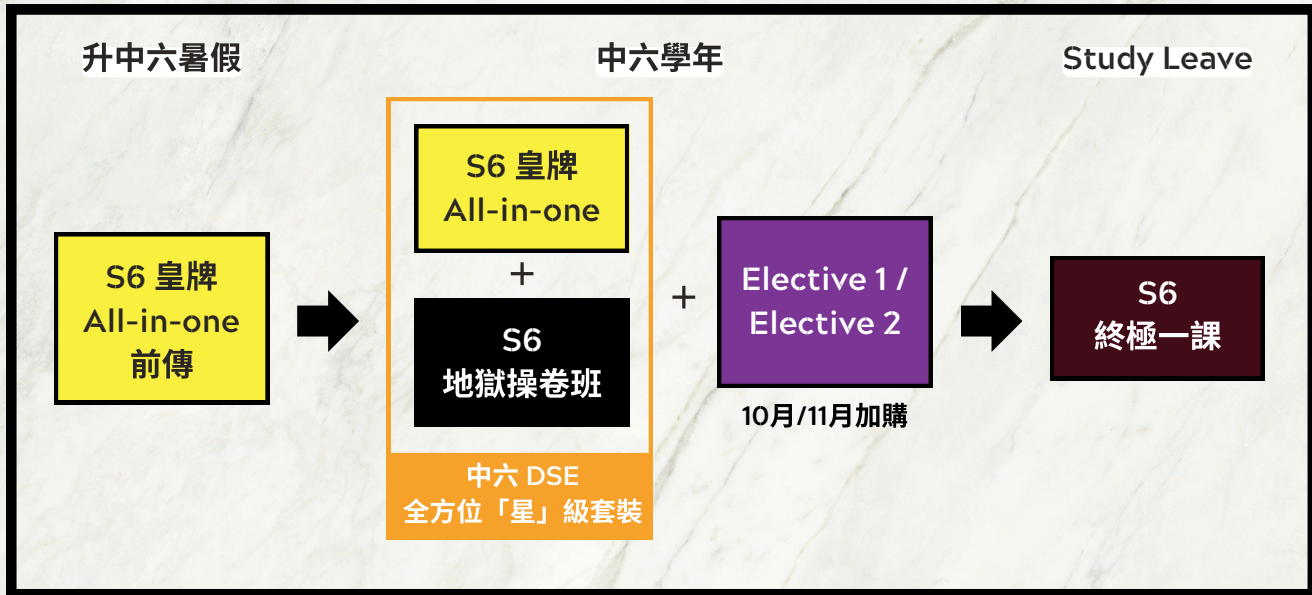 升中六暑假
中六學年
Study Leave
S6 皇牌
All-in-one
前傳
S6 皇牌
All-in-one
+
S6
地獄操卷班
中六 DSE
全方位「星」級套裝
+
Elective 1 /
Elective 2
10月/11月加購
S6
終極一課